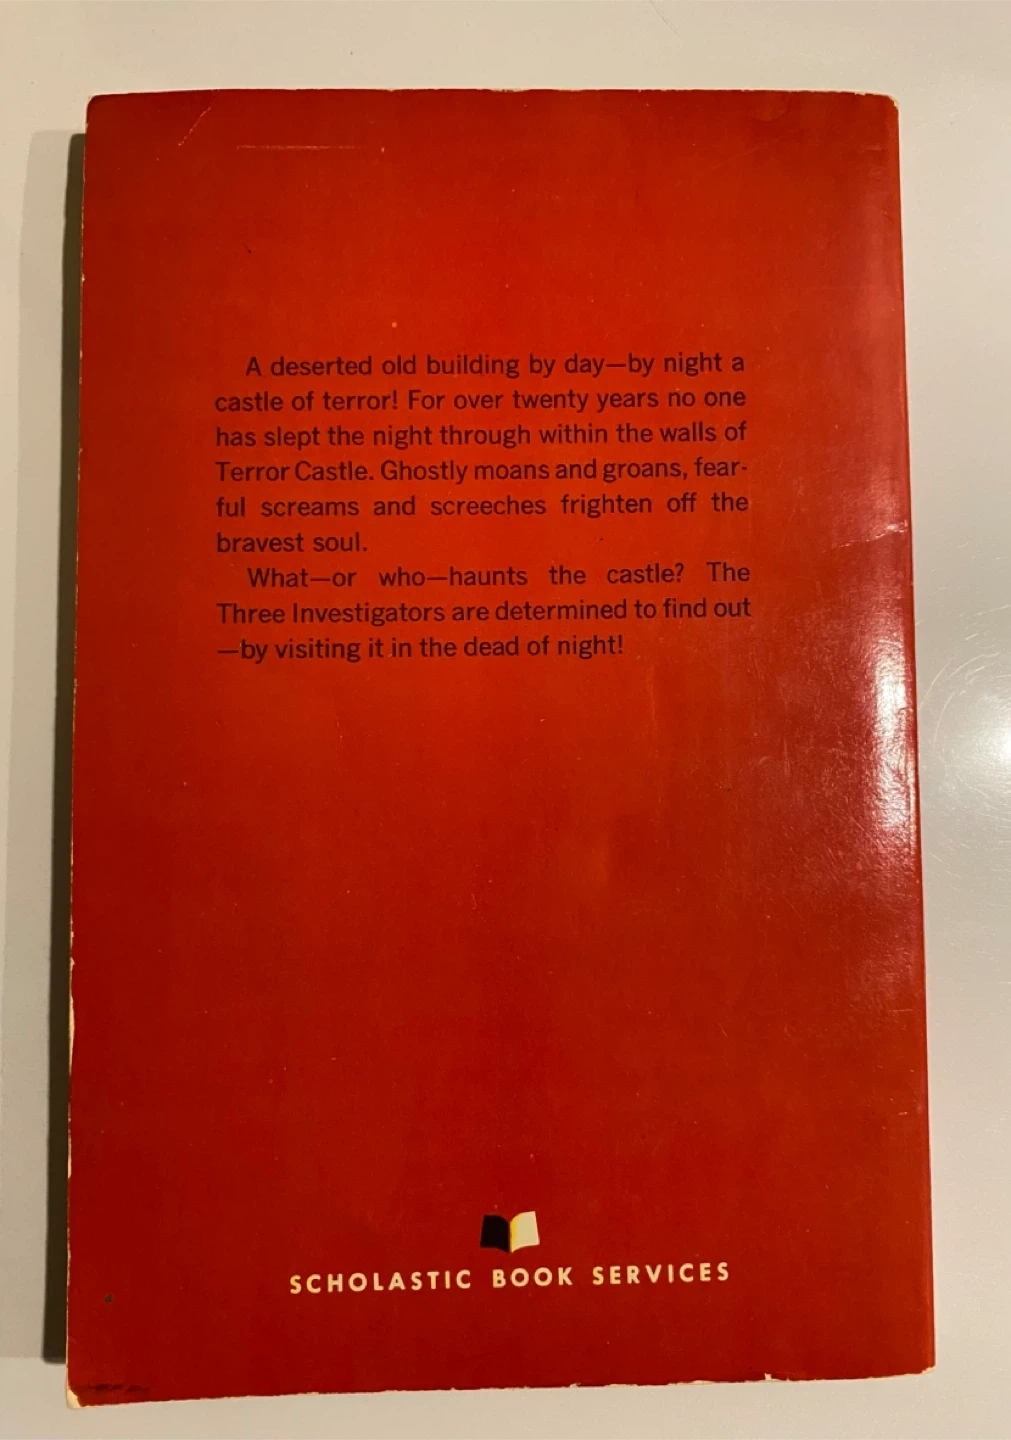 A deserted old building by day—by night a
castle of terror! For over twenty years no one
has slept the night through within the walls of
Terror Castle. Ghostly moans and groans, fear-
ful screams and screeches frighten off the
bravest soul.
What—or who—haunts the castle? The
Three Investigators are determined to find out
—by visiting it in the dead of night!
SCHOLASTIC BOOK SERVICES